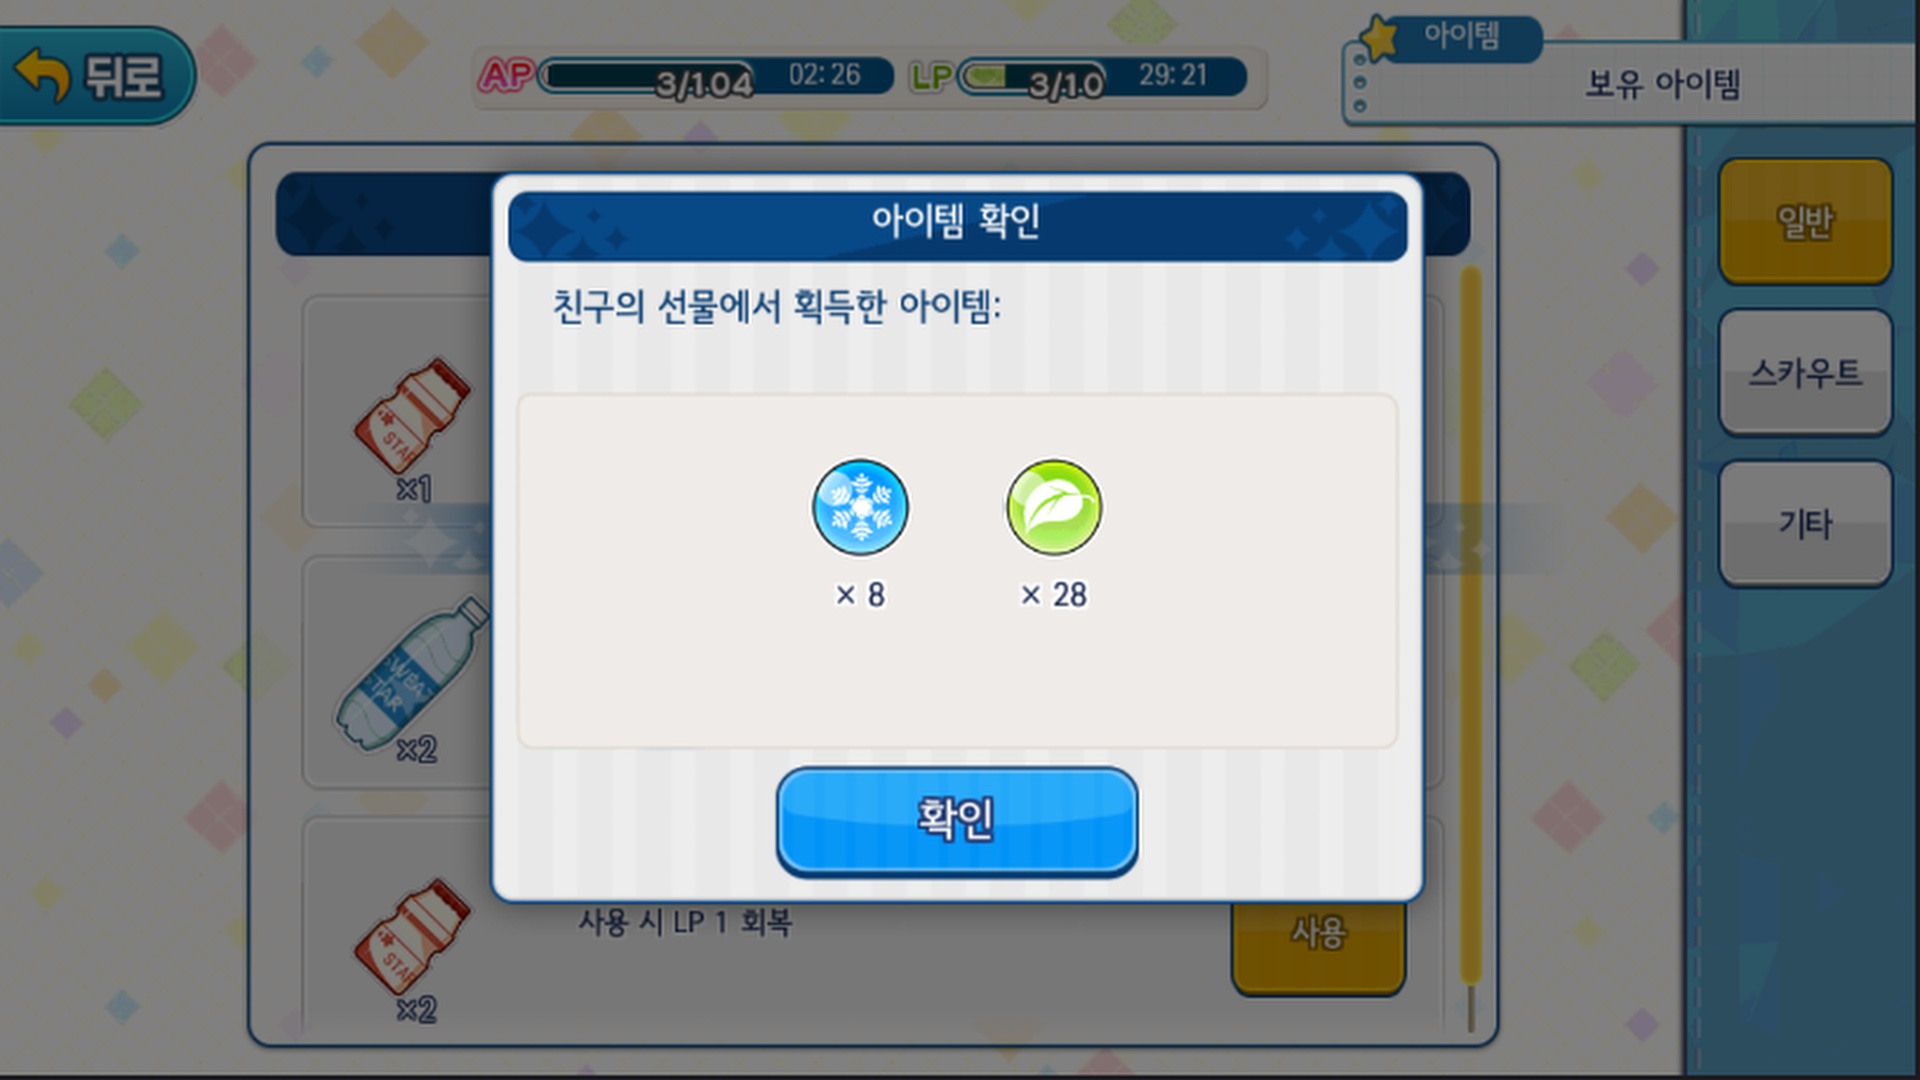 뒤로
AP 3/104 02:26 LP 3/10 29:21
아이템
보유 아이템
아이템 확인
일반
친구의 선물에서 획득한 아이템:
스카우트
STAR
×1
기타
× 8 × 28
×2
확인
사용 시 LP 1 회복
사용
×2